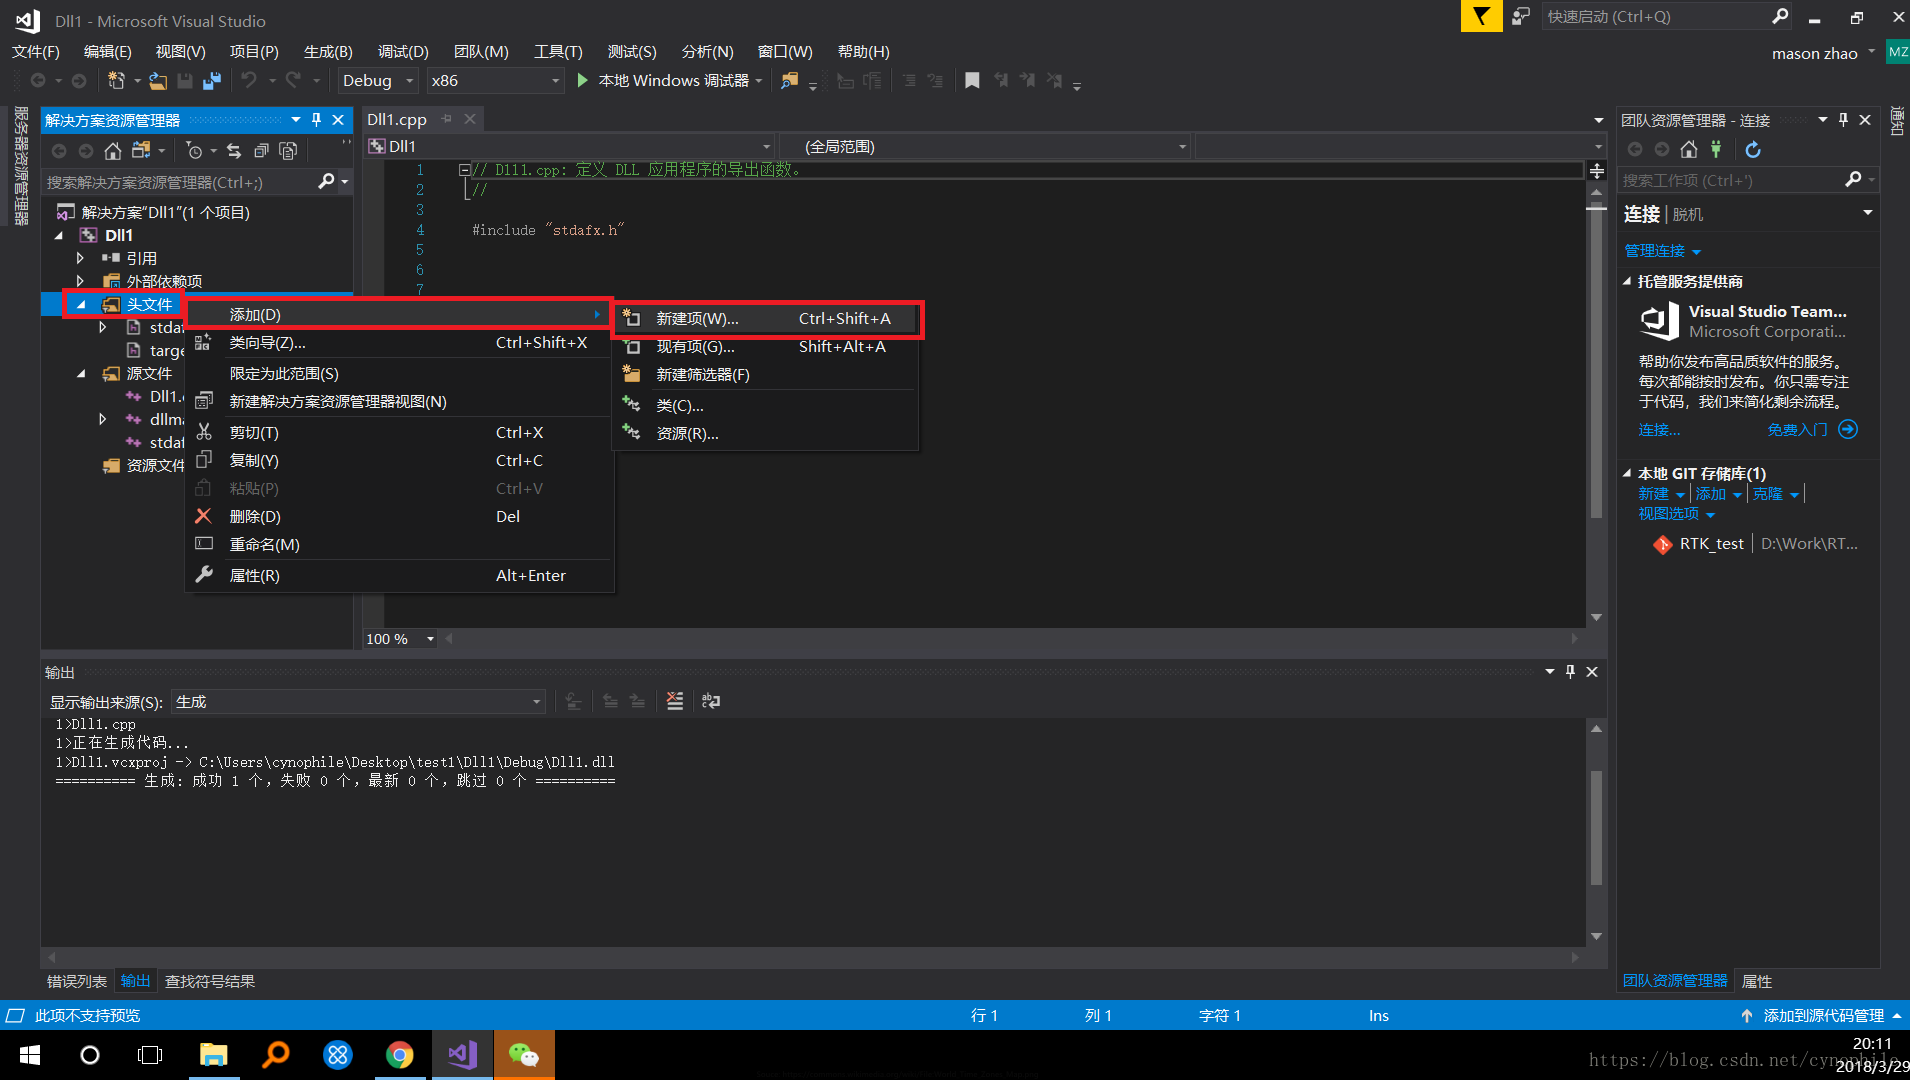 Dll1 - Microsoft Visual Studio
快速启动 (Ctrl+Q)
文件(F) 编辑(E) 视图(V) 项目(P) 生成(B) 调试(D) 团队(M) 工具(T) 测试(S) 分析(N) 窗口(W) 帮助(H)
mason zhao MZ
Debug x86 本地 Windows 调试器
服务器资源管理器
解决方案资源管理器
搜索解决方案资源管理器(Ctrl+;)
解决方案"Dll1"(1 个项目)
Dll1
引用
外部依赖项
头文件
stdaf
targe
源文件
Dll1.c
dllma
stdaf
资源文件
添加(D)
类向导(Z)... Ctrl+Shift+X
限定为此范围(S)
新建解决方案资源管理器视图(N)
剪切(T) Ctrl+X
复制(Y) Ctrl+C
粘贴(P) Ctrl+V
删除(D) Del
重命名(M)
属性(R) Alt+Enter
新建项(W)... Ctrl+Shift+A
现有项(G)... Shift+Alt+A
新建筛选器(F)
类(C)...
资源(R)...
Dll1.cpp
Dll1 (全局范围)
1 // Dll1.cpp: 定义 DLL 应用程序的导出函数。
2 //
3
4 #include "stdafx.h"
5
6
7
100 %
团队资源管理器 - 连接
搜索工作项 (Ctrl+')
连接 | 脱机
管理连接
托管服务提供商
Visual Studio Team...
Microsoft Corporati...
帮助你发布高品质软件的服务。
每次都能按时发布。你只需专注
于代码，我们来简化剩余流程。
连接... 免费入门
本地 GIT 存储库(1)
新建 添加 克隆
视图选项
RTK_test D:\Work\RT...
通知
输出
显示输出来源(S): 生成
1>Dll1.cpp
1>正在生成代码...
1>Dll1.vcxproj -> C:\Users\cynophile\Desktop\test1\Dll1\Debug\Dll1.dll
========== 生成: 成功 1 个，失败 0 个，最新 0 个，跳过 0 个 ==========
错误列表 输出 查找符号结果
团队资源管理器 属性
此项不支持预览 行 1 列 1 字符 1 Ins 添加到源代码管理
20:11
https://blog.csdn.net/cynophile
2018/3/29